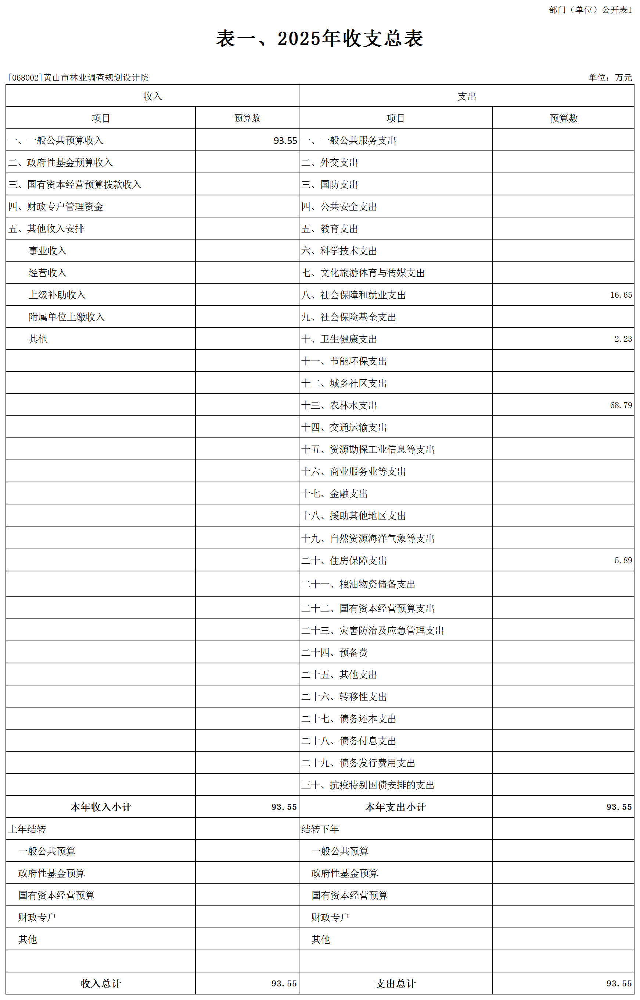 部门（单位）公开表1
表一、2025年收支总表
[068002]黄山市林业调查规划设计院 单位：万元
收入 支出
项目 预算数 项目 预算数
一、一般公共预算收入 93.55 一、一般公共服务支出
二、政府性基金预算收入 二、外交支出
三、国有资本经营预算拨款收入 三、国防支出
四、财政专户管理资金 四、公共安全支出
五、其他收入安排 五、教育支出
事业收入 六、科学技术支出
经营收入 七、文化旅游体育与传媒支出
上级补助收入 八、社会保障和就业支出 16.65
附属单位上缴收入 九、社会保险基金支出
其他 十、卫生健康支出 2.23
十一、节能环保支出
十二、城乡社区支出
十三、农林水支出 68.79
十四、交通运输支出
十五、资源勘探工业信息等支出
十六、商业服务业等支出
十七、金融支出
十八、援助其他地区支出
十九、自然资源海洋气象等支出
二十、住房保障支出 5.89
二十一、粮油物资储备支出
二十二、国有资本经营预算支出
二十三、灾害防治及应急管理支出
二十四、预备费
二十五、其他支出
二十六、转移性支出
二十七、债务还本支出
二十八、债务付息支出
二十九、债务发行费用支出
三十、抗疫特别国债安排的支出
本年收入小计 93.55 本年支出小计 93.55
上年结转 结转下年
一般公共预算 一般公共预算
政府性基金预算 政府性基金预算
国有资本经营预算 国有资本经营预算
财政专户 财政专户
其他 其他
收入总计 93.55 支出总计 93.55